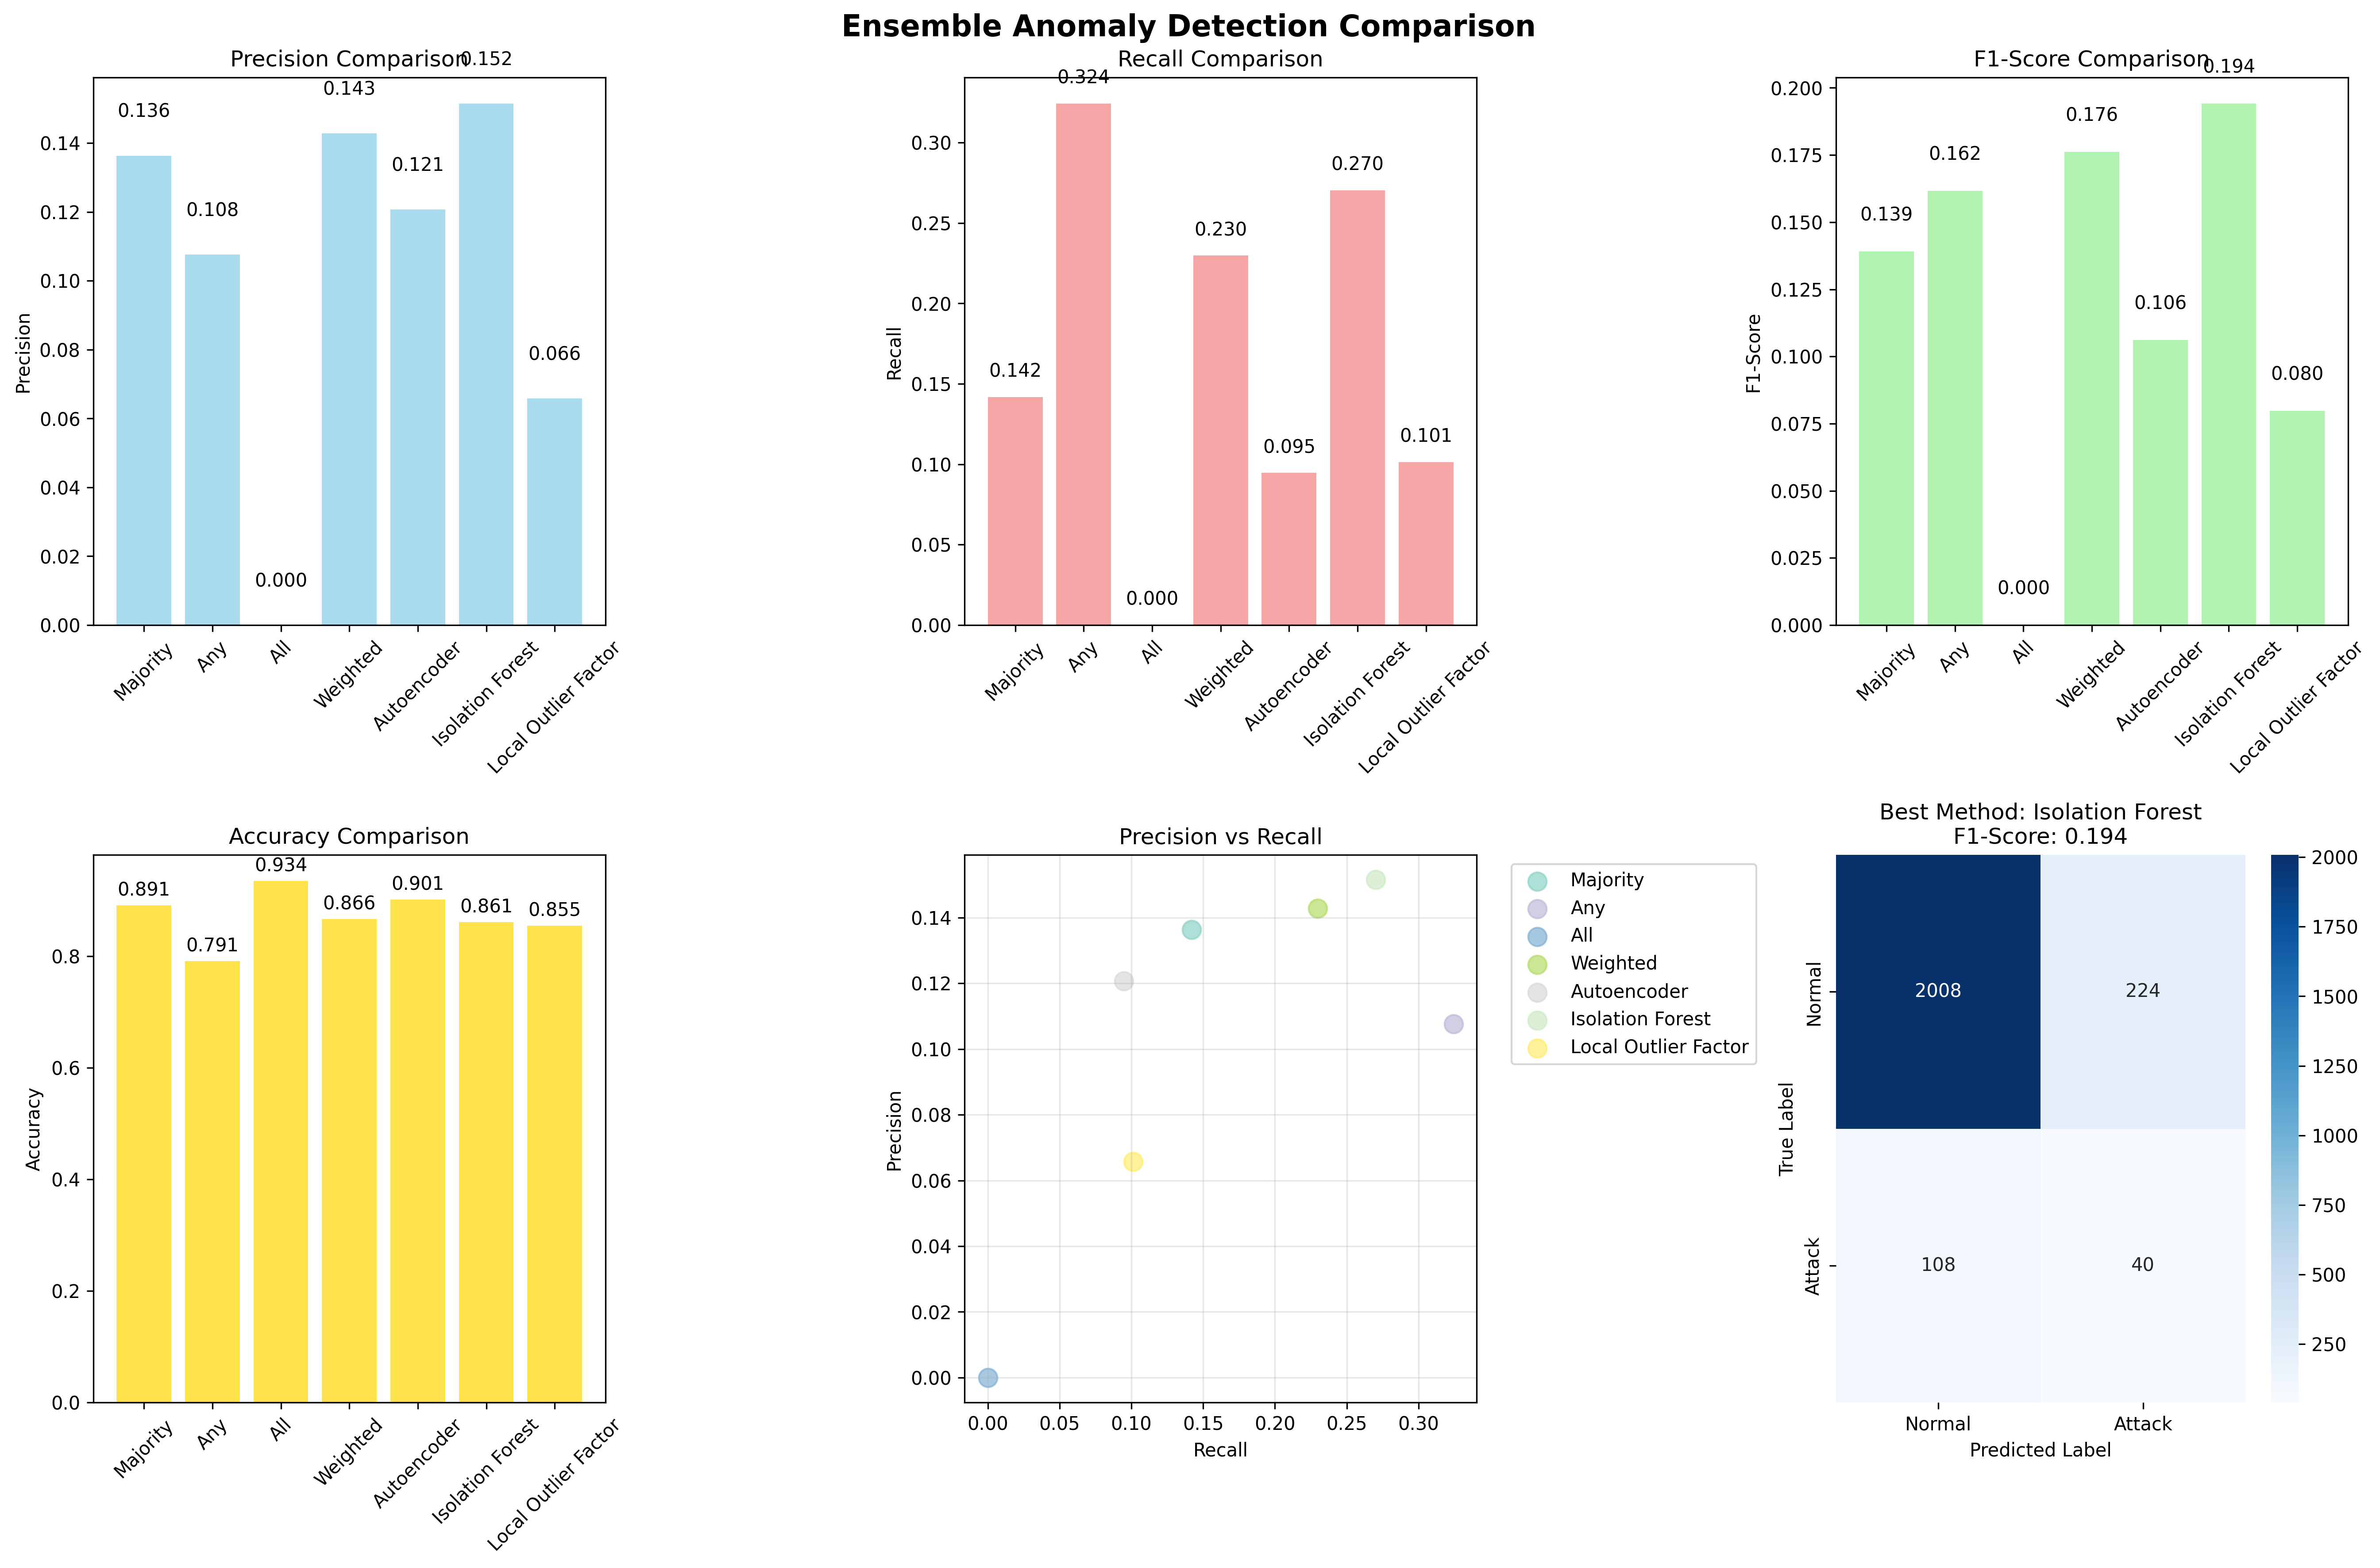 Ensemble Anomaly Detection Comparison
Precision Comparison
Precision
0.14
0.12
0.10
0.08
0.06
0.04
0.02
0.00
0.136
0.108
0.000
0.143
0.121
0.152
0.066
Majority
Any
All
Weighted
Autoencoder
Isolation Forest
Local Outlier Factor
Recall Comparison
Recall
0.30
0.25
0.20
0.15
0.10
0.05
0.00
0.142
0.324
0.000
0.230
0.095
0.270
0.101
Majority
Any
All
Weighted
Autoencoder
Isolation Forest
Local Outlier Factor
F1-Score Comparison
F1-Score
0.200
0.175
0.150
0.125
0.100
0.075
0.050
0.025
0.000
0.139
0.162
0.000
0.176
0.106
0.194
0.080
Majority
Any
All
Weighted
Autoencoder
Isolation Forest
Local Outlier Factor
Accuracy Comparison
Accuracy
0.8
0.6
0.4
0.2
0.0
0.891
0.791
0.934
0.866
0.901
0.861
0.855
Majority
Any
All
Weighted
Autoencoder
Isolation Forest
Local Outlier Factor
Precision vs Recall
Precision
0.14
0.12
0.10
0.08
0.06
0.04
0.02
0.00
0.00
0.05
0.10
0.15
0.20
0.25
0.30
Recall
Majority
Any
All
Weighted
Autoencoder
Isolation Forest
Local Outlier Factor
Best Method: Isolation Forest
F1-Score: 0.194
True Label
Normal
Attack
2008
224
108
40
Normal
Attack
Predicted Label
2000
1750
1500
1250
1000
750
500
250